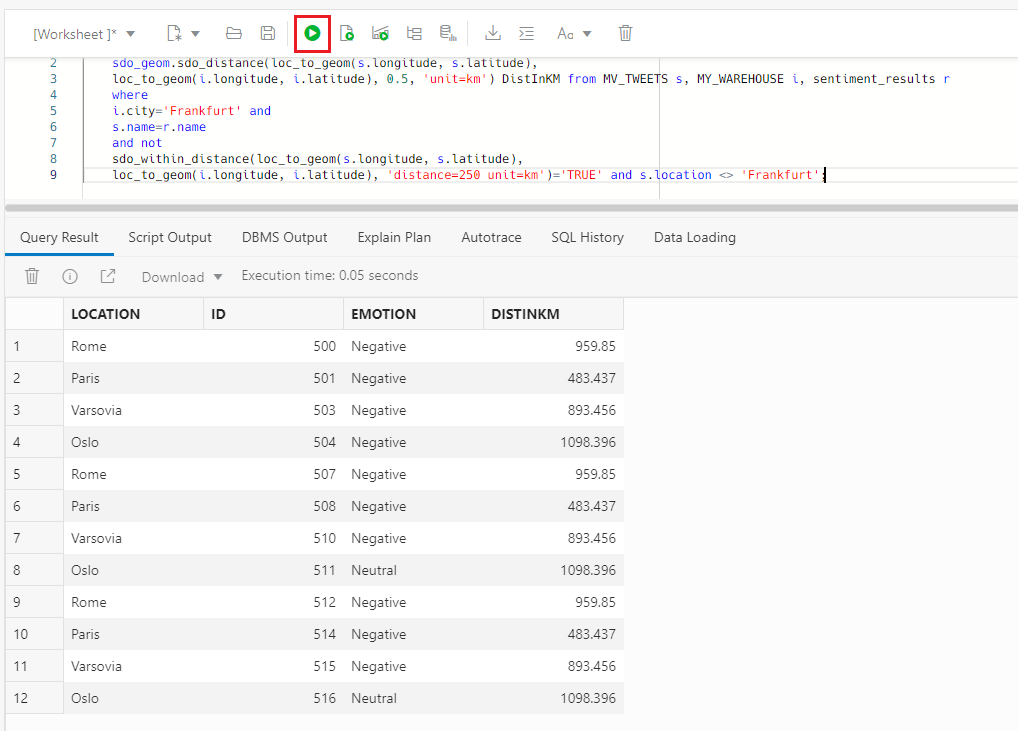 [Worksheet ]*
Aa
2 sdo_geom.sdo_distance(loc_to_geom(s.longitude, s.latitude),
3 loc_to_geom(i.longitude, i.latitude), 0.5, 'unit=km') DistInKM from MV_TWEETS s, MY_WAREHOUSE i, sentiment_results r
4 where
5 i.city='Frankfurt' and
6 s.name=r.name
7 and not
8 sdo_within_distance(loc_to_geom(s.longitude, s.latitude),
9 loc_to_geom(i.longitude, i.latitude), 'distance=250 unit=km')='TRUE' and s.location <> 'Frankfurt';
Query Result Script Output DBMS Output Explain Plan Autotrace SQL History Data Loading
Download Execution time: 0.05 seconds
LOCATION ID EMOTION DISTINKM
1 Rome 500 Negative 959.85
2 Paris 501 Negative 483.437
3 Varsovia 503 Negative 893.456
4 Oslo 504 Negative 1098.396
5 Rome 507 Negative 959.85
6 Paris 508 Negative 483.437
7 Varsovia 510 Negative 893.456
8 Oslo 511 Neutral 1098.396
9 Rome 512 Negative 959.85
10 Paris 514 Negative 483.437
11 Varsovia 515 Negative 893.456
12 Oslo 516 Neutral 1098.396